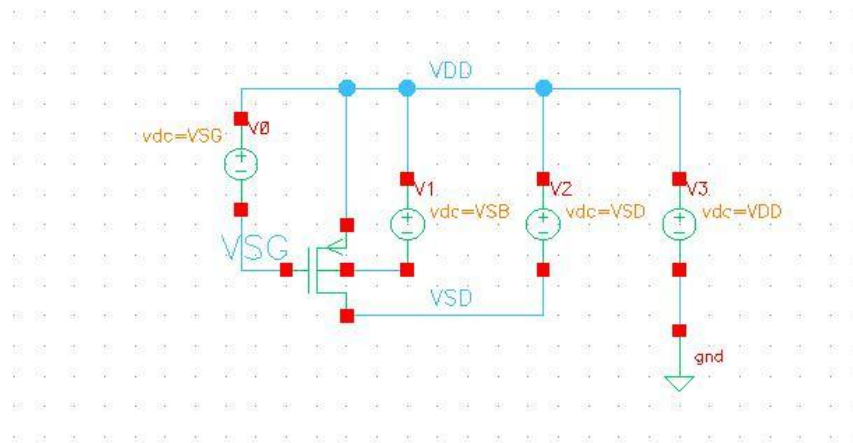 VDD
V0
vdc=VSG
V1
vdc=VSB
V2
vdc=VSD
V3
vdc=VDD
VSG
VSD
gnd